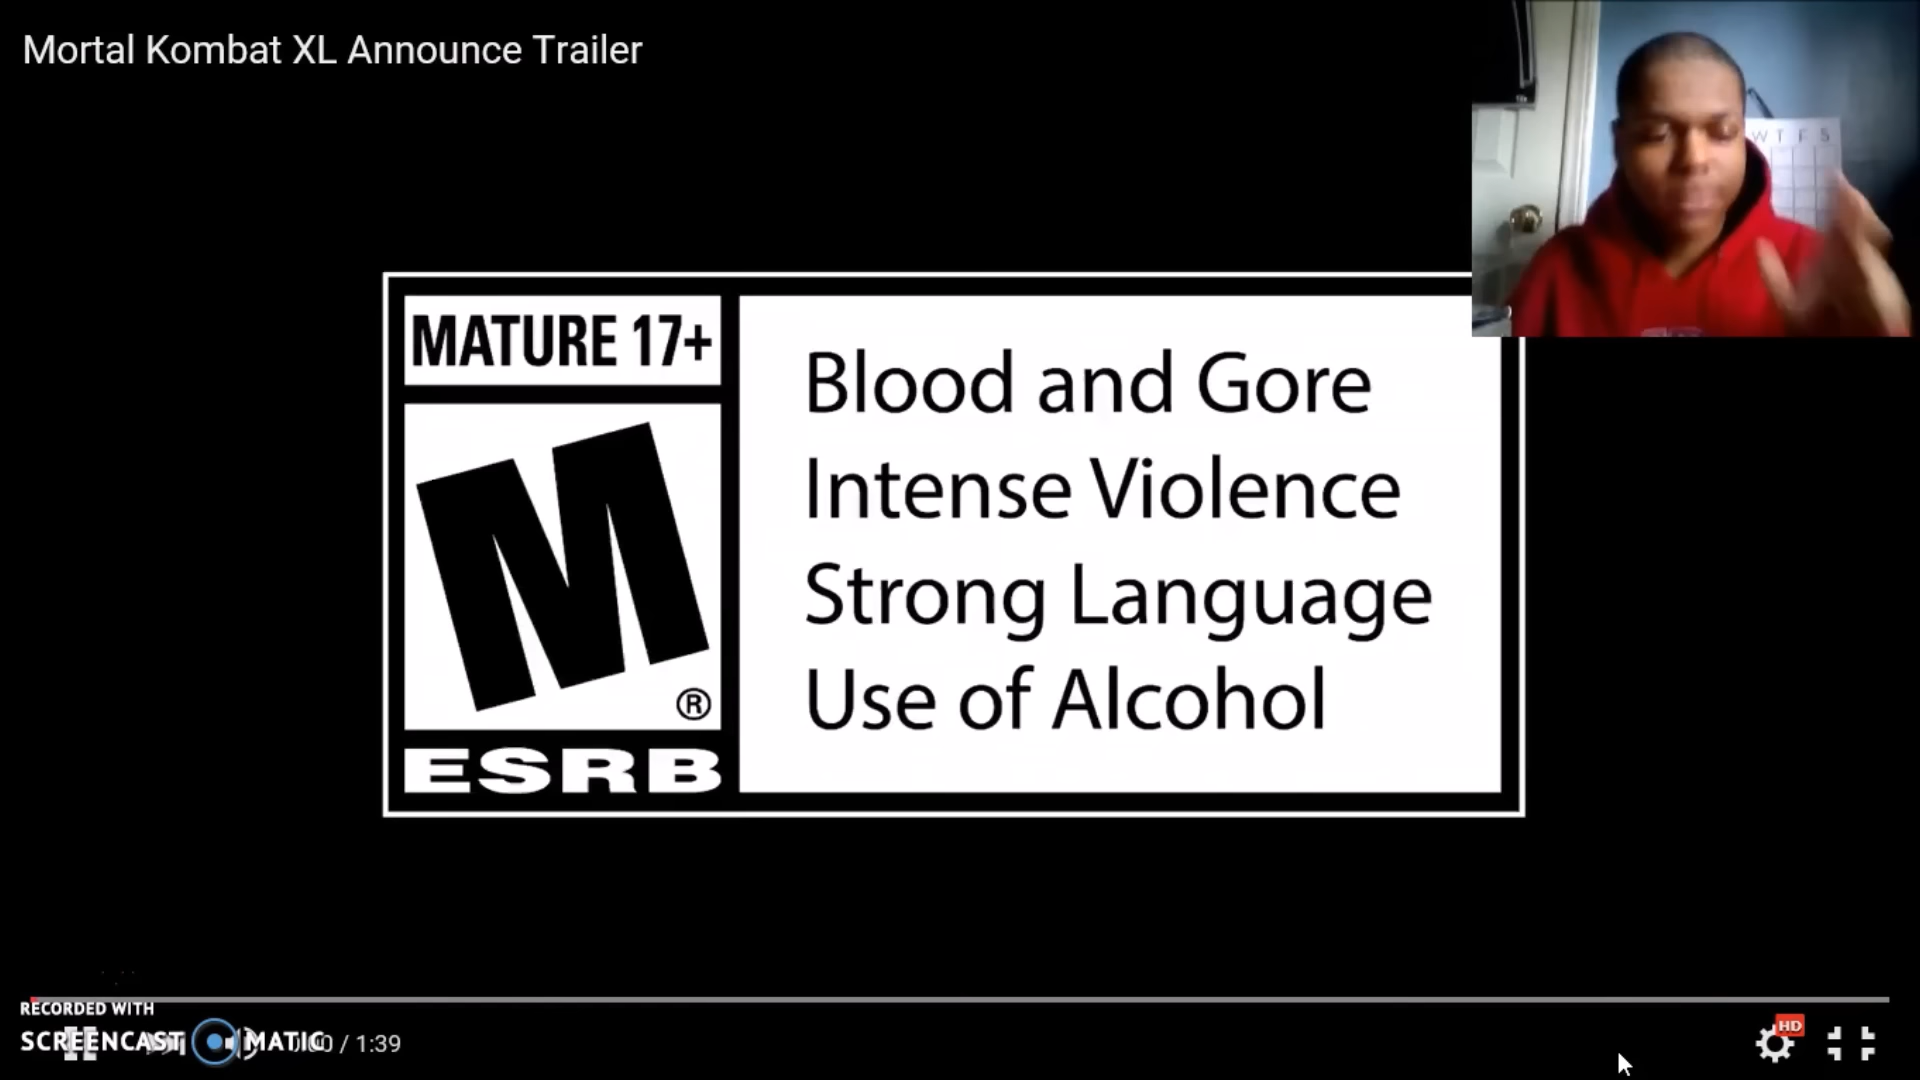 Mortal Kombat XL Announce Trailer
W T F S
MATURE 17+
Blood and Gore
Intense Violence
Strong Language
Use of Alcohol
M
®
ESRB
RECORDED WITH
SCREENCAST MATIC
/ 1:39
HD